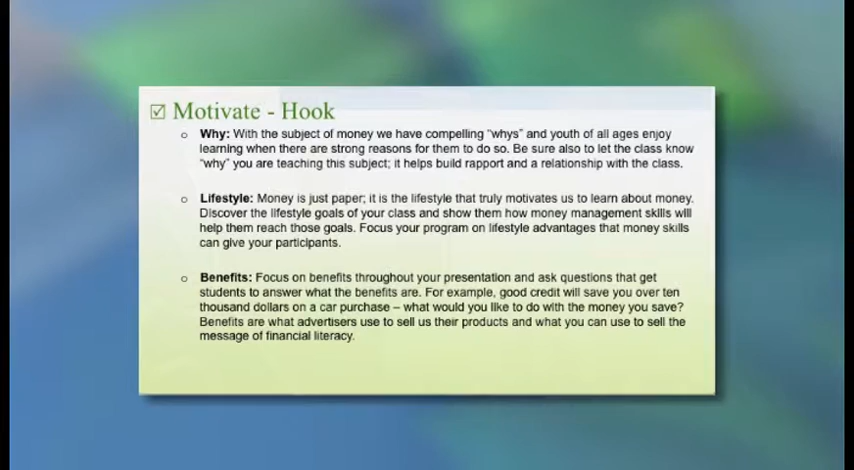 ☑ Motivate - Hook
○ Why: With the subject of money we have compelling "whys" and youth of all ages enjoy
learning when there are strong reasons for them to do so. Be sure also to let the class know
"why" you are teaching this subject; it helps build rapport and a relationship with the class.
○ Lifestyle: Money is just paper; it is the lifestyle that truly motivates us to learn about money.
Discover the lifestyle goals of your class and show them how money management skills will
help them reach those goals. Focus your program on lifestyle advantages that money skills
can give your participants.
○ Benefits: Focus on benefits throughout your presentation and ask questions that get
students to answer what the benefits are. For example, good credit will save you over ten
thousand dollars on a car purchase – what would you like to do with the money you save?
Benefits are what advertisers use to sell us their products and what you can use to sell the
message of financial literacy.